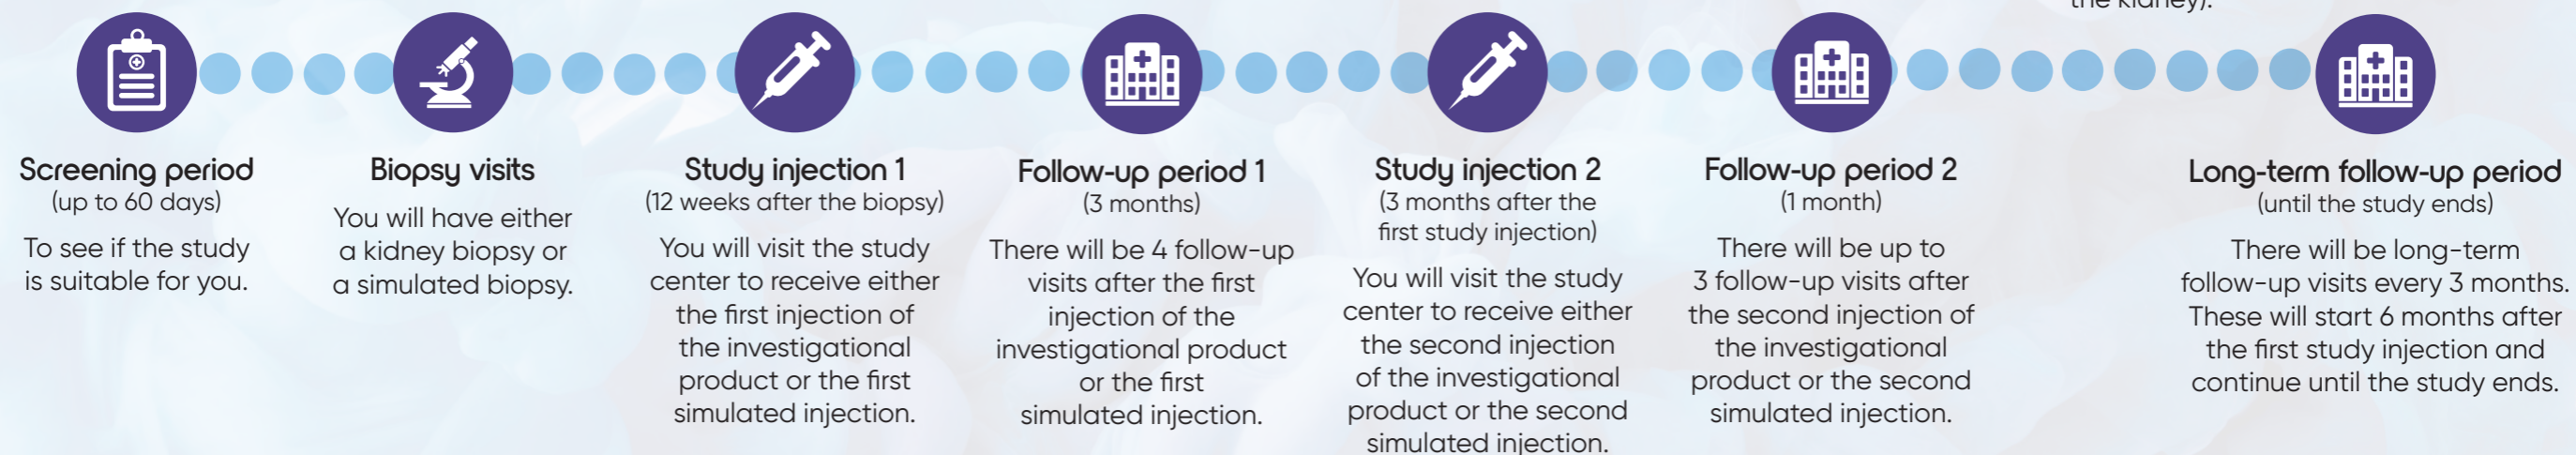 the kidney).
Screening period
(up to 60 days)
To see if the study
is suitable for you.
Biopsy visits
You will have either
a kidney biopsy or
a simulated biopsy.
Study injection 1
(12 weeks after the biopsy)
You will visit the study
center to receive either
the first injection of
the investigational
product or the first
simulated injection.
Follow-up period 1
(3 months)
There will be 4 follow-up
visits after the first
injection of the
investigational product
or the first
simulated injection.
Study injection 2
(3 months after the
first study injection)
You will visit the study
center to receive either
the second injection
of the investigational
product or the second
simulated injection.
Follow-up period 2
(1 month)
There will be up to
3 follow-up visits after
the second injection of
the investigational
product or the second
simulated injection.
Long-term follow-up period
(until the study ends)
There will be long-term
follow-up visits every 3 months.
These will start 6 months after
the first study injection and
continue until the study ends.